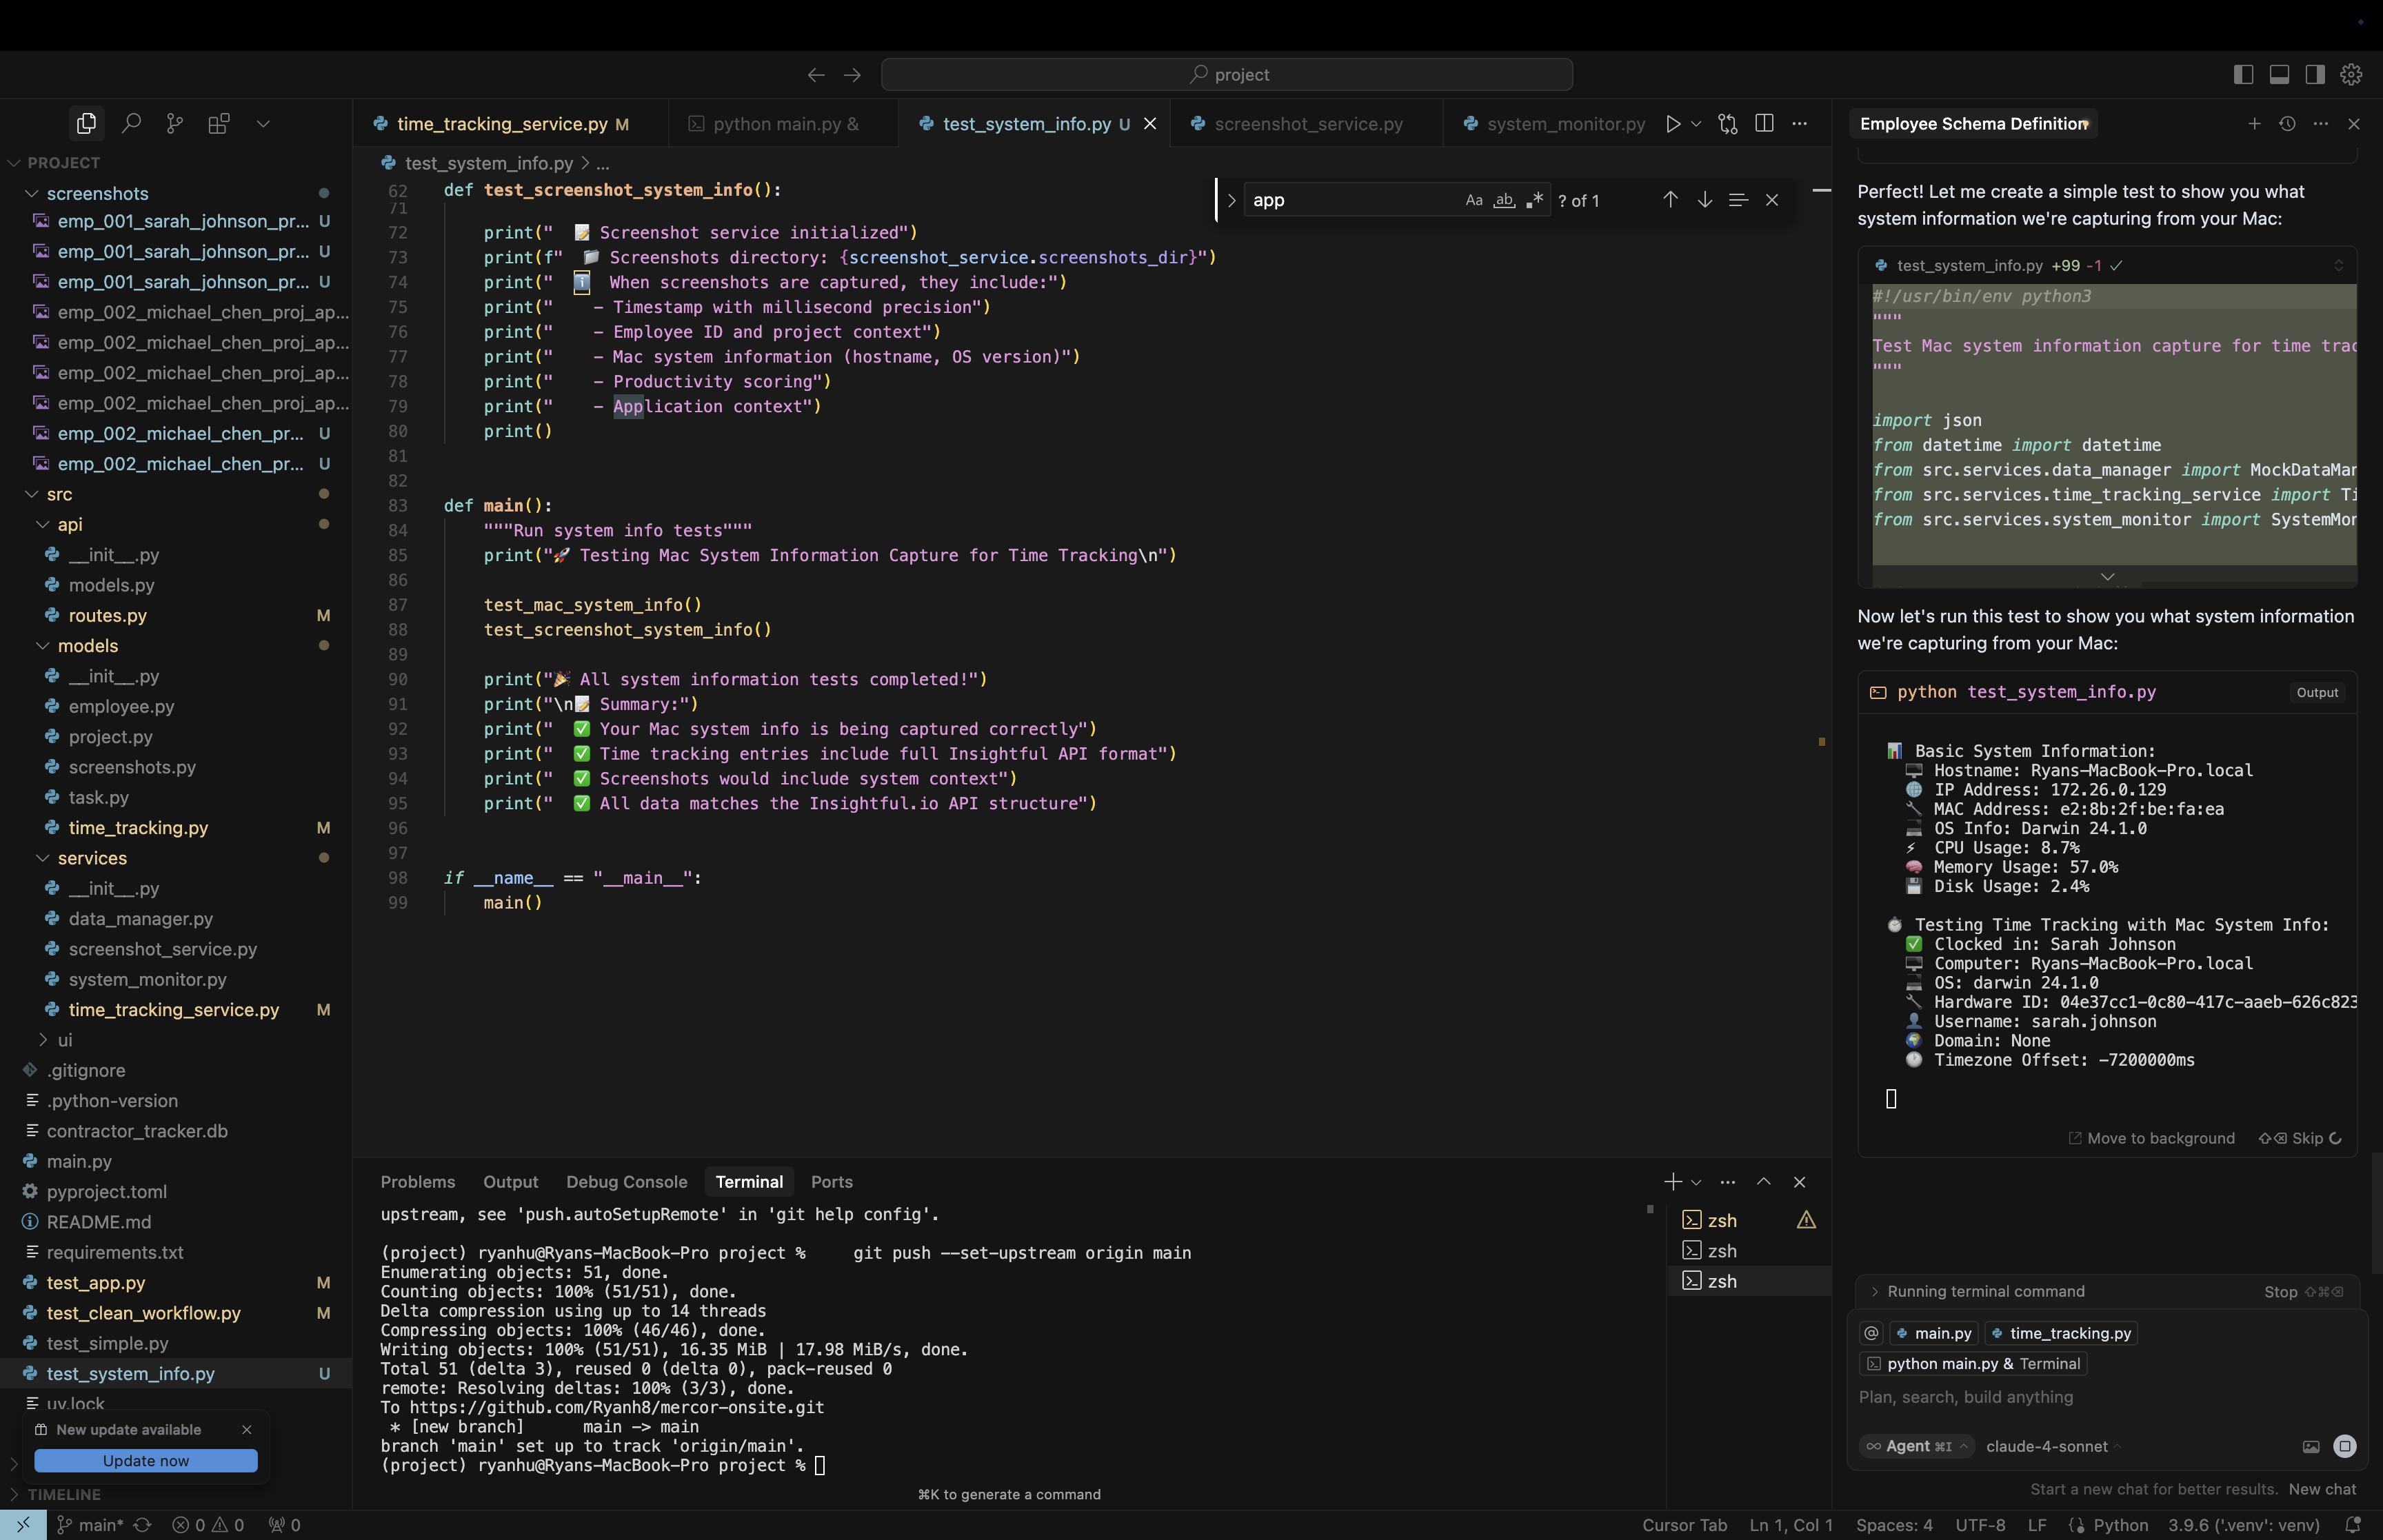 project
PROJECT
screenshots
emp_001_sarah_johnson_pr... U
emp_001_sarah_johnson_pr... U
emp_001_sarah_johnson_pr... U
emp_002_michael_chen_proj_ap...
emp_002_michael_chen_proj_ap...
emp_002_michael_chen_proj_ap...
emp_002_michael_chen_proj_ap...
emp_002_michael_chen_pr... U
emp_002_michael_chen_pr... U
src
api
__init__.py
models.py
routes.py M
models
__init__.py
employee.py
project.py
screenshots.py
task.py
time_tracking.py M
services
__init__.py
data_manager.py
screenshot_service.py
system_monitor.py
time_tracking_service.py M
ui
.gitignore
.python-version
contractor_tracker.db
main.py
pyproject.toml
README.md
requirements.txt
test_app.py M
test_clean_workflow.py M
test_simple.py
test_system_info.py U
uv.lock
New update available
Update now
TIMELINE
time_tracking_service.py M
python main.py &
test_system_info.py U
screenshot_service.py
system_monitor.py
test_system_info.py > ...
app
Aa ab ? of 1
62 def test_screenshot_system_info():
71
72 print("  📝 Screenshot service initialized")
73 print(f"  📁 Screenshots directory: {screenshot_service.screenshots_dir}")
74 print("  ℹ️  When screenshots are captured, they include:")
75 print("    - Timestamp with millisecond precision")
76 print("    - Employee ID and project context")
77 print("    - Mac system information (hostname, OS version)")
78 print("    - Productivity scoring")
79 print("    - Application context")
80 print()
81
82
83 def main():
84 """Run system info tests"""
85 print("🚀 Testing Mac System Information Capture for Time Tracking\n")
86
87 test_mac_system_info()
88 test_screenshot_system_info()
89
90 print("🎉 All system information tests completed!")
91 print("\n📝 Summary:")
92 print("  ✅ Your Mac system info is being captured correctly")
93 print("  ✅ Time tracking entries include full Insightful API format")
94 print("  ✅ Screenshots would include system context")
95 print("  ✅ All data matches the Insightful.io API structure")
96
97
98 if __name__ == "__main__":
99 main()
Problems Output Debug Console Terminal Ports
upstream, see 'push.autoSetupRemote' in 'git help config'.
(project) ryanhu@Ryans-MacBook-Pro project %     git push --set-upstream origin main
Enumerating objects: 51, done.
Counting objects: 100% (51/51), done.
Delta compression using up to 14 threads
Compressing objects: 100% (46/46), done.
Writing objects: 100% (51/51), 16.35 MiB | 17.98 MiB/s, done.
Total 51 (delta 3), reused 0 (delta 0), pack-reused 0
remote: Resolving deltas: 100% (3/3), done.
To https://github.com/Ryanh8/mercor-onsite.git
 * [new branch]      main -> main
branch 'main' set up to track 'origin/main'.
(project) ryanhu@Ryans-MacBook-Pro project %
⌘K to generate a command
zsh
zsh
zsh
Employee Schema Definition
Perfect! Let me create a simple test to show you what
system information we're capturing from your Mac:
test_system_info.py +99 -1
#!/usr/bin/env python3
"""
Test Mac system information capture for time trac
"""
import json
from datetime import datetime
from src.services.data_manager import MockDataMar
from src.services.time_tracking_service import Ti
from src.services.system_monitor import SystemMor
Now let's run this test to show you what system information
we're capturing from your Mac:
python test_system_info.py Output
📊 Basic System Information:
🖥️ Hostname: Ryans-MacBook-Pro.local
🌐 IP Address: 172.26.0.129
🔧 MAC Address: e2:8b:2f:be:fa:ea
💻 OS Info: Darwin 24.1.0
⚡ CPU Usage: 8.7%
🧠 Memory Usage: 57.0%
💾 Disk Usage: 2.4%
⏱️ Testing Time Tracking with Mac System Info:
✅ Clocked in: Sarah Johnson
🖥️ Computer: Ryans-MacBook-Pro.local
💻 OS: darwin 24.1.0
🔧 Hardware ID: 04e37cc1-0c80-417c-aaeb-626c823
👤 Username: sarah.johnson
🌍 Domain: None
🕐 Timezone Offset: -7200000ms
Move to background Skip
Running terminal command Stop
@ main.py time_tracking.py
python main.py & Terminal
Plan, search, build anything
Agent ⌘I claude-4-sonnet
Start a new chat for better results. New chat
main* 0 0 0
Cursor Tab Ln 1, Col 1 Spaces: 4 UTF-8 LF Python 3.9.6 ('.venv': venv)